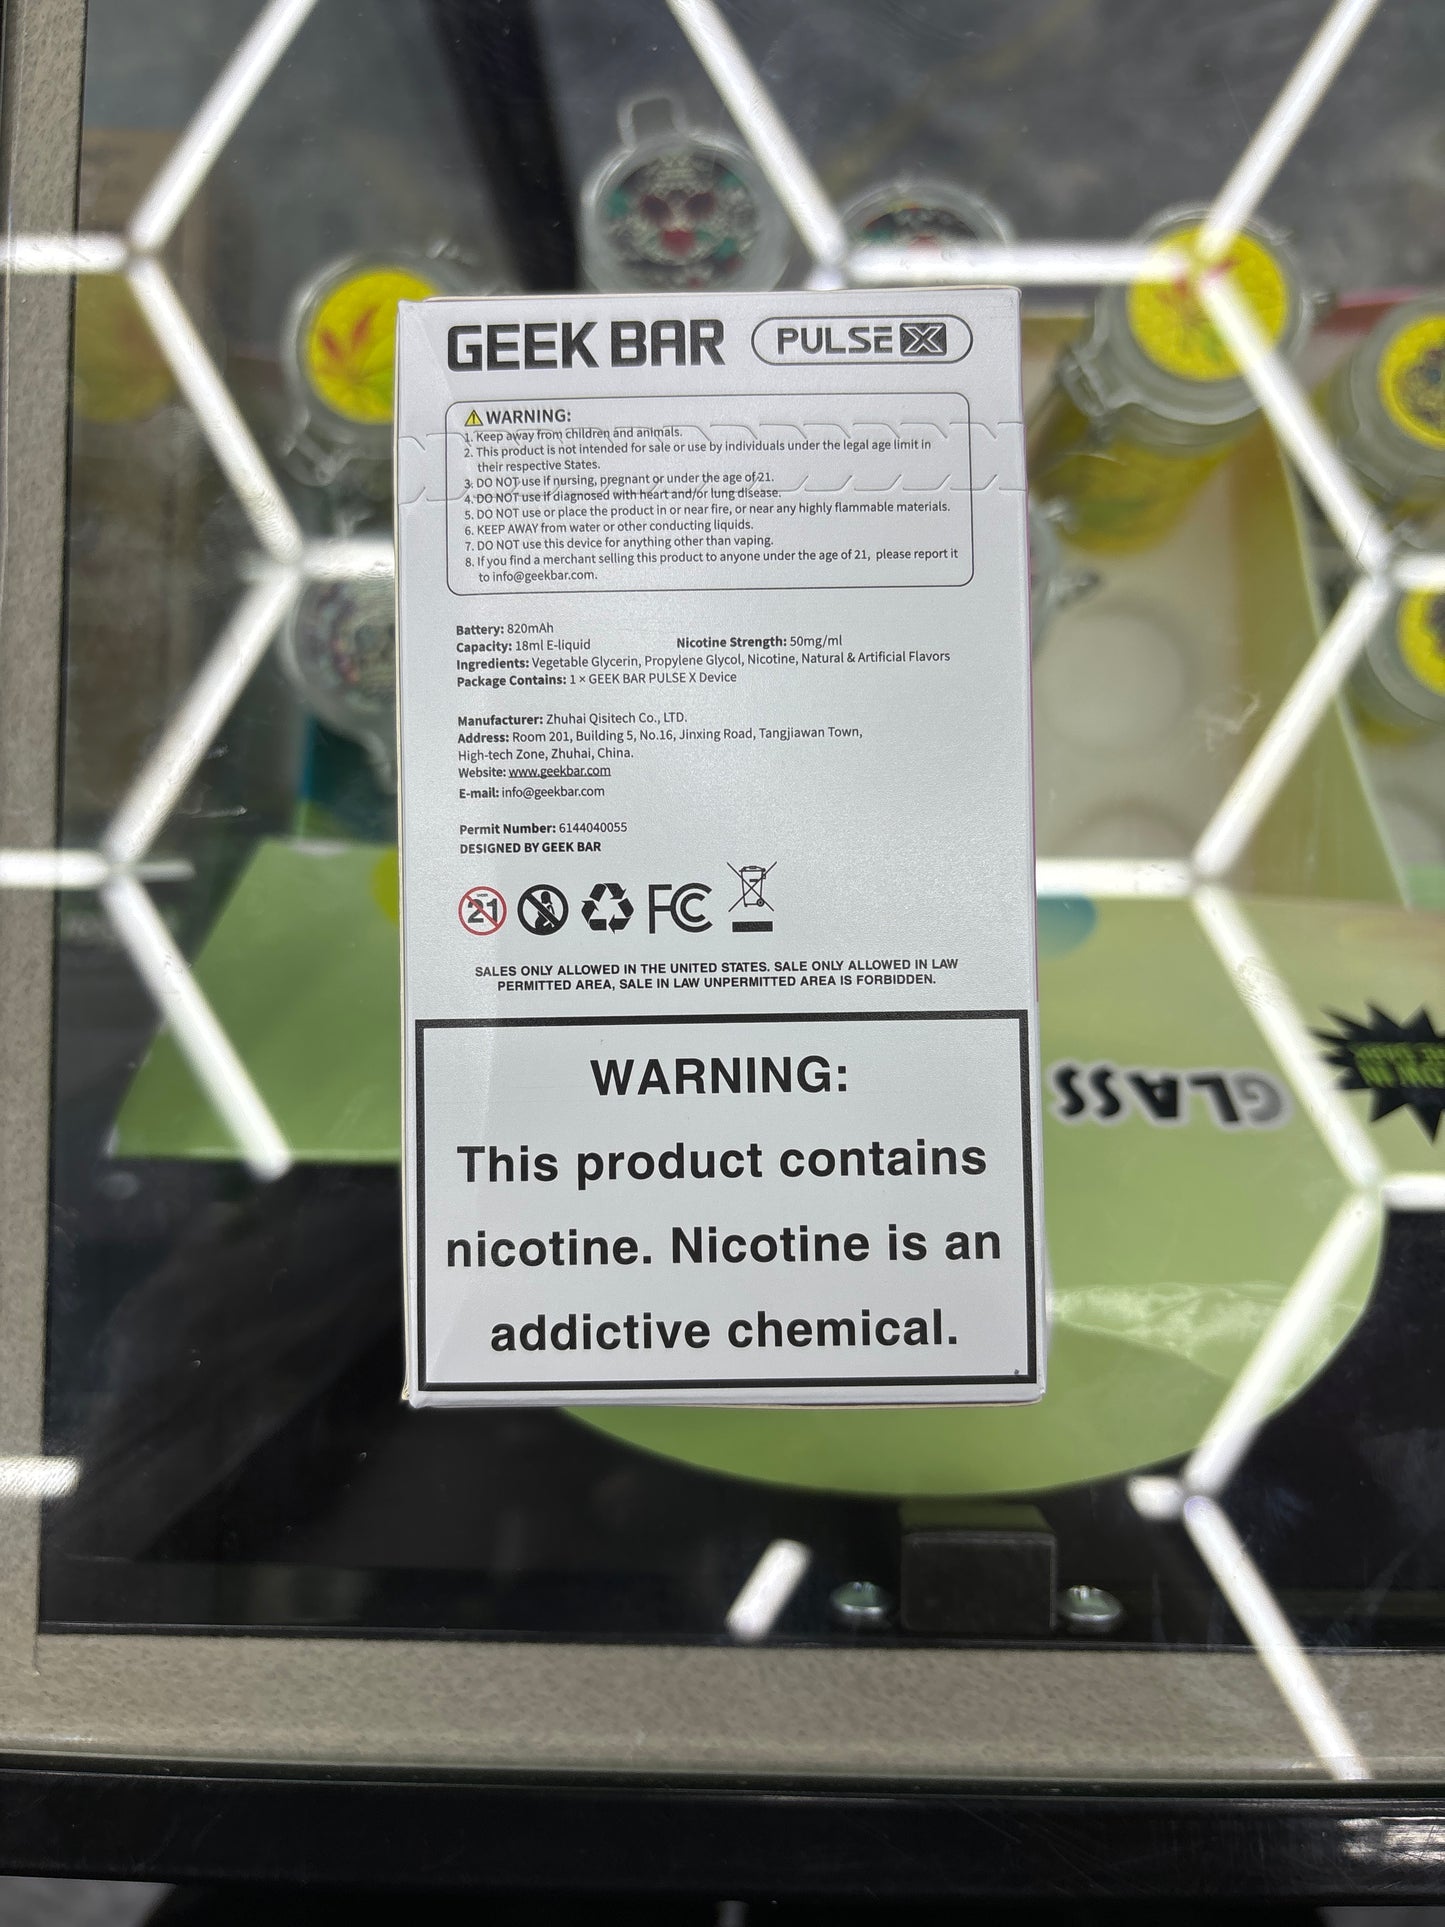 GEEK BAR PULSE X
WARNING:
1. Keep away from children and animals.
2. This product is not intended for sale or use by individuals under the legal age limit in
their respective States.
3. DO NOT use if nursing, pregnant or under the age of 21.
4. DO NOT use if diagnosed with heart and/or lung disease.
5. DO NOT use or place the product in or near fire, or near any highly flammable materials.
6. KEEP AWAY from water or other conducting liquids.
7. DO NOT use this device for anything other than vaping.
8. If you find a merchant selling this product to anyone under the age of 21, please report it
to info@geekbar.com.
Battery: 820mAh
Capacity: 18ml E-liquid Nicotine Strength: 50mg/ml
Ingredients: Vegetable Glycerin, Propylene Glycol, Nicotine, Natural & Artificial Flavors
Package Contains: 1 × GEEK BAR PULSE X Device
Manufacturer: Zhuhai Qisitech Co., LTD.
Address: Room 201, Building 5, No.16, Jinxing Road, Tangjiawan Town,
High-tech Zone, Zhuhai, China.
Website: www.geekbar.com
E-mail: info@geekbar.com
Permit Number: 6144040055
DESIGNED BY GEEK BAR
UNDER 21 FC
SALES ONLY ALLOWED IN THE UNITED STATES. SALE ONLY ALLOWED IN LAW
PERMITTED AREA, SALE IN LAW UNPERMITTED AREA IS FORBIDDEN.
WARNING:
This product contains
nicotine. Nicotine is an
addictive chemical.
GLASS